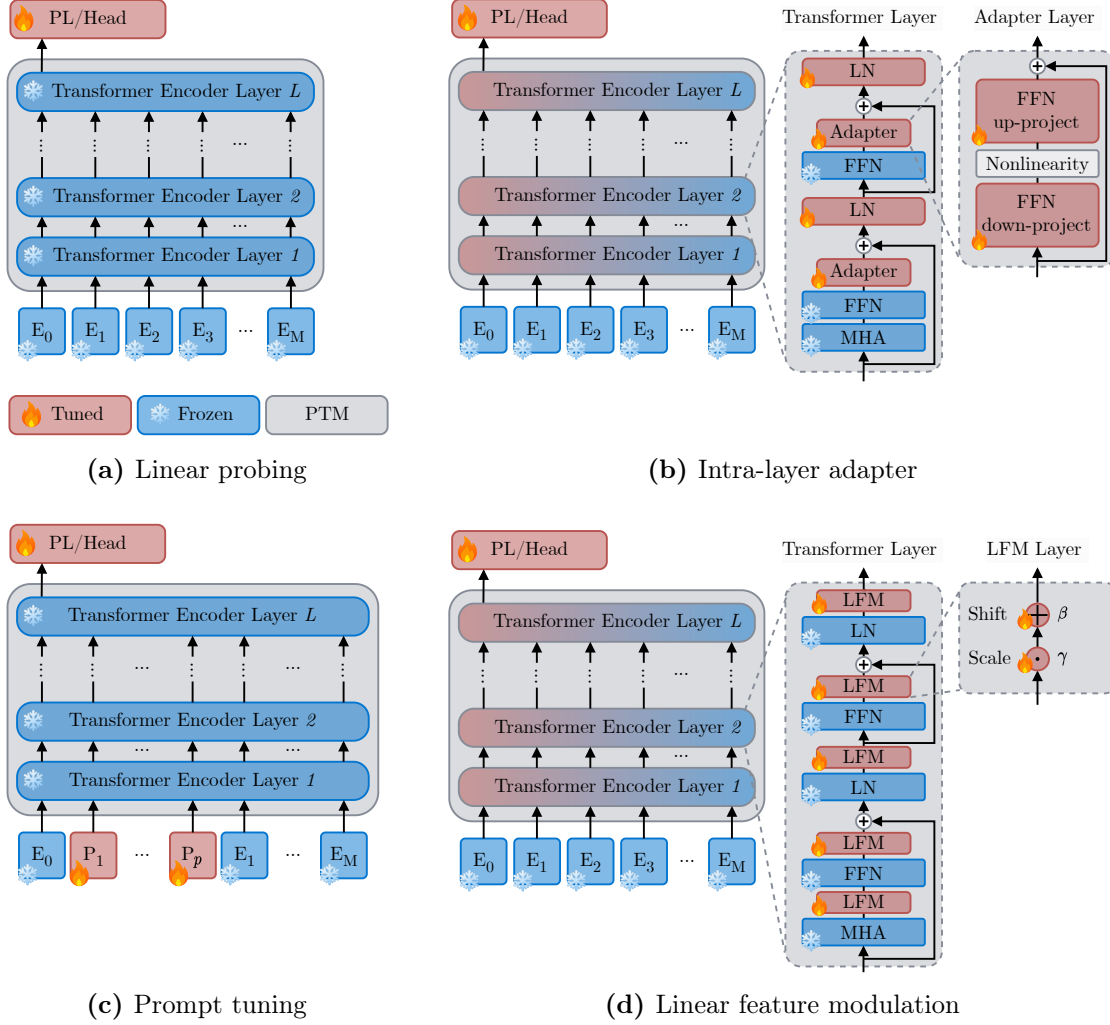 PL/Head
Transformer Encoder Layer L
...
Transformer Encoder Layer 2
...
Transformer Encoder Layer 1
E0 E1 E2 E3 ... EM
Tuned Frozen PTM
(a) Linear probing
PL/Head
Transformer Encoder Layer L
...
Transformer Encoder Layer 2
...
Transformer Encoder Layer 1
E0 E1 E2 E3 ... EM
Transformer Layer
LN
+
Adapter
FFN
LN
+
Adapter
FFN
MHA
Adapter Layer
+
FFN
up-project
Nonlinearity
FFN
down-project
(b) Intra-layer adapter
PL/Head
Transformer Encoder Layer L
... ...
Transformer Encoder Layer 2
... ...
Transformer Encoder Layer 1
E0 P1 ... Pp E1 ... EM
(c) Prompt tuning
PL/Head
Transformer Encoder Layer L
...
Transformer Encoder Layer 2
...
Transformer Encoder Layer 1
E0 E1 E2 E3 ... EM
Transformer Layer
LFM
LN
+
LFM
FFN
LFM
LN
+
LFM
FFN
LFM
MHA
LFM Layer
Shift + β
Scale · γ
(d) Linear feature modulation